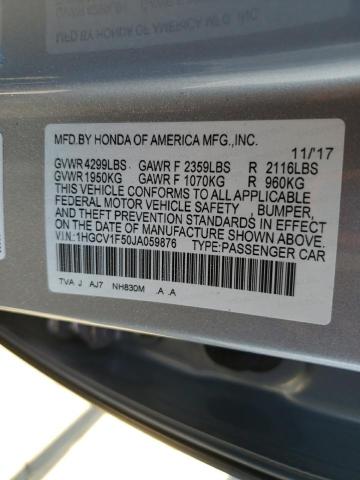 MFD.BY HONDA OF AMERICA MFG.,INC.
11/'17
GVWR 4299LBS GAWR F 2359LBS R 2116LBS
GVWR 1950KG GAWR F 1070KG R 960KG
THIS VEHICLE CONFORMS TO ALL APPLICABLE
FEDERAL MOTOR VEHICLE SAFETY , BUMPER,
AND THEFT PREVENTION STANDARDS IN EFFECT
ON THE DATE OF MANUFACTURE SHOWN ABOVE.
VIN:1HGCV1F50JA059876 TYPE:PASSENGER CAR
TVA J AJ7 NH830M .A .A